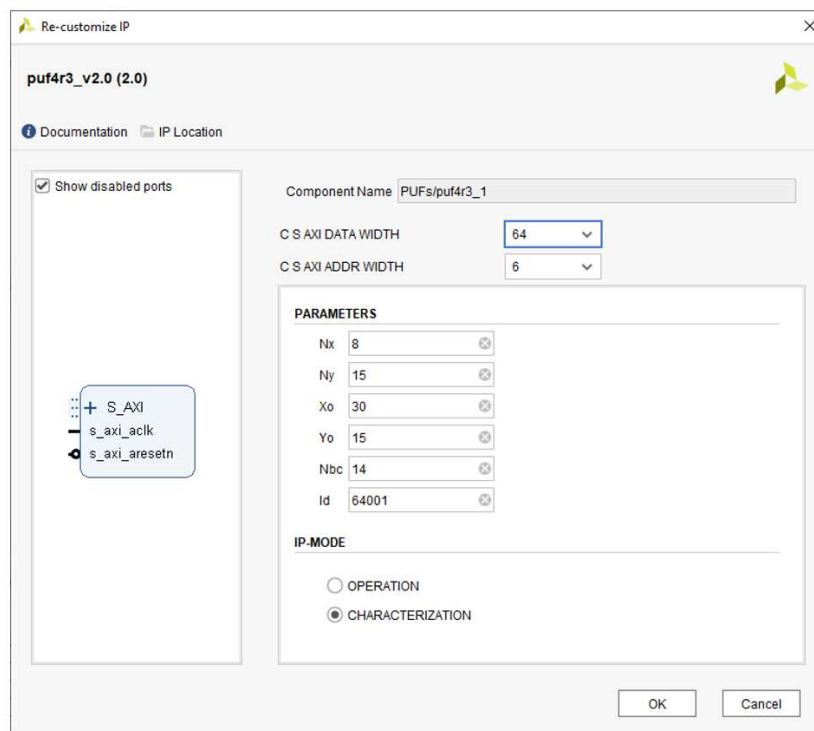 Re-customize IP
puf4r3_v2.0 (2.0)
Documentation IP Location
Show disabled ports
S_AXI
s_axi_aclk
s_axi_aresetn
Component Name PUFs/puf4r3_1
C S AXI DATA WIDTH 64
C S AXI ADDR WIDTH 6
PARAMETERS
Nx 8
Ny 15
Xo 30
Yo 15
Nbc 14
Id 64001
IP-MODE
OPERATION
CHARACTERIZATION
OK Cancel